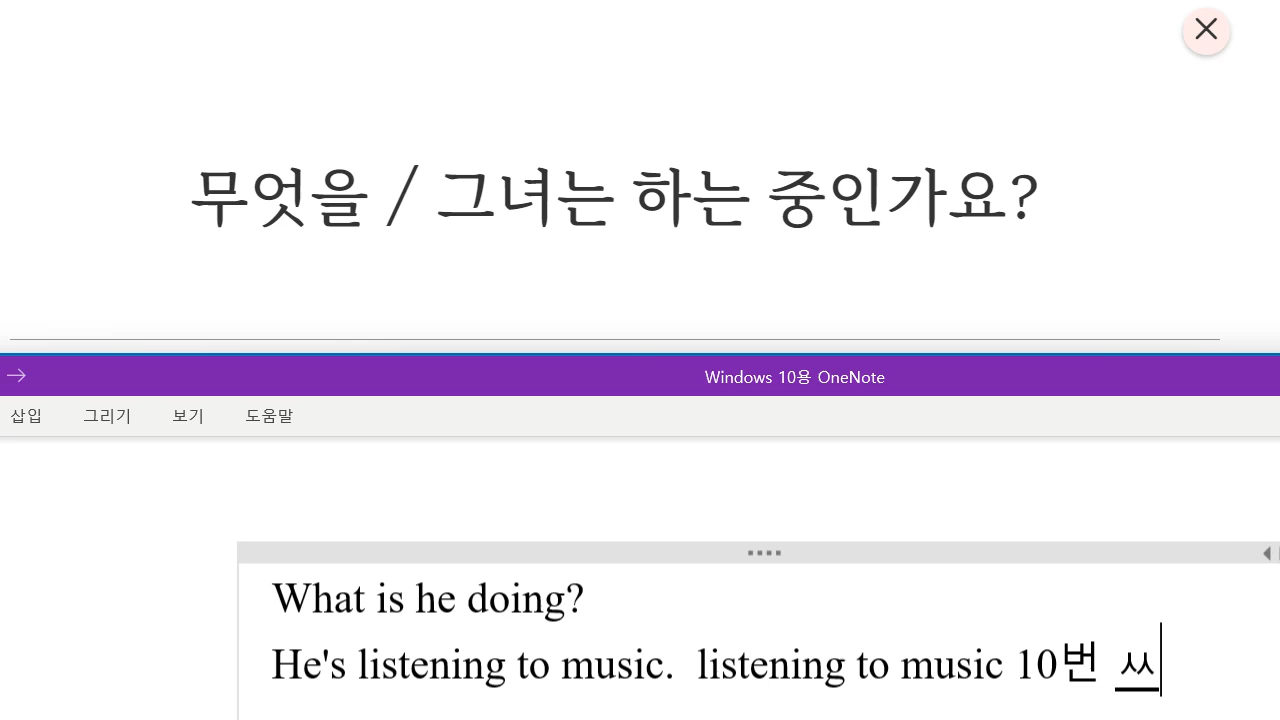 무엇을 / 그녀는 하는 중인가요?
Windows 10용 OneNote
삽입 그리기 보기 도움말
What is he doing?
He's listening to music. listening to music 10번 ㅆ